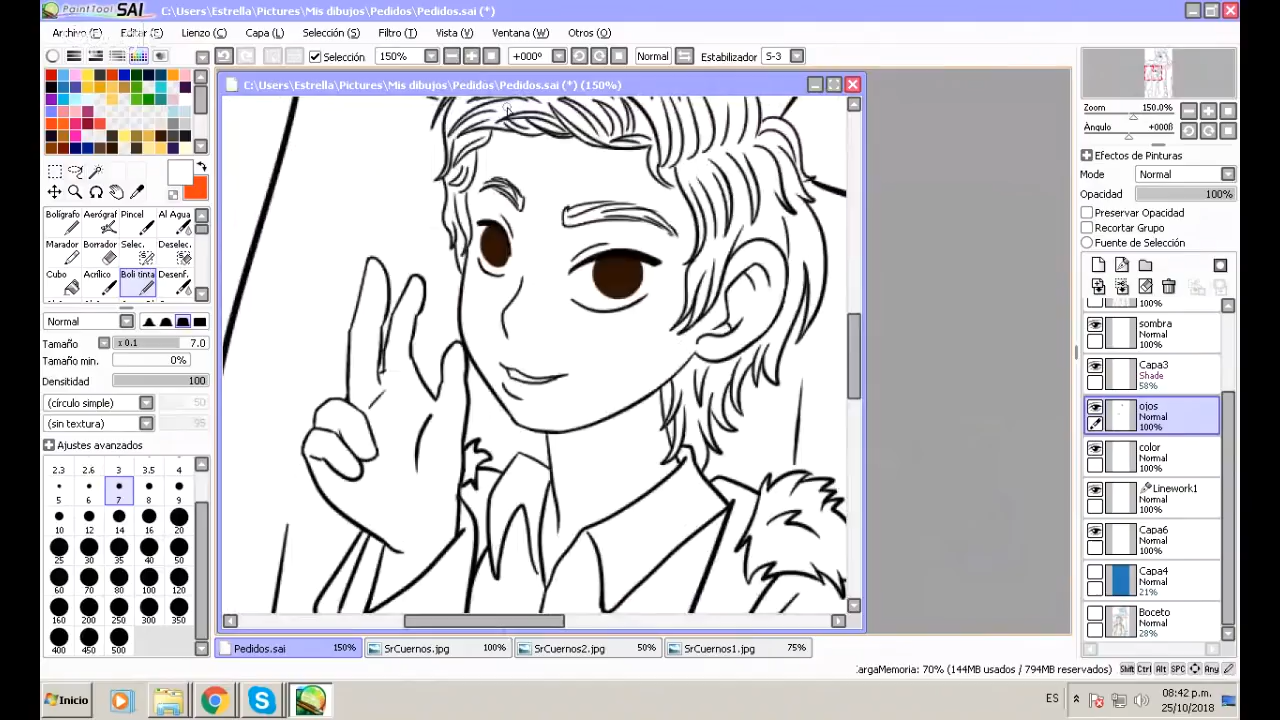 PaintTool SAI C:\Users\Estrella\Pictures\Mis dibujos\Pedidos\Pedidos.sai (*)
Archivo (F) Editar (E) Lienzo (C) Capa (L) Selección (S) Filtro (T) Vista (V) Ventana (W) Otros (O)
Selección 150% +000º Normal Estabilizador S-3
C:\Users\Estrella\Pictures\Mis dibujos\Pedidos\Pedidos.sai (*) (150%)
Zoom 150.0%
Ángulo +000ß
Efectos de Pinturas
Mode Normal
Opacidad 100%
Preservar Opacidad
Recortar Grupo
Fuente de Selección
Bolígrafo Aerógraf Pincel Al Agua
Marador Borrador Selec. Deselec.
Cubo Acrílico Boli tinta Desenf.
Normal
Tamaño x 0.1 7.0
Tamaño min. 0%
Densitidad 100
(círculo simple) 50
(sin textura) 95
Ajustes avanzados
2.3 2.6 3 3.5 4
5 6 7 8 9
10 12 14 16 20
25 30 35 40 50
60 70 80 100 120
160 200 250 300 350
400 450 500
100%
sombra
Normal
100%
Capa3
Shade
58%
ojos
Normal
100%
color
Normal
100%
Linework1
Normal
100%
Capa6
Normal
100%
Capa4
Normal
21%
Boceto
Normal
28%
Pedidos.sai 150% SrCuernos.jpg 100% SrCuernos2.jpg 50% SrCuernos1.jpg 75%
CargaMemoria: 70% (144MB usados / 794MB reservados) Shift Ctrl Alt SPC Any
Inicio
ES
08:42 p.m.
25/10/2018